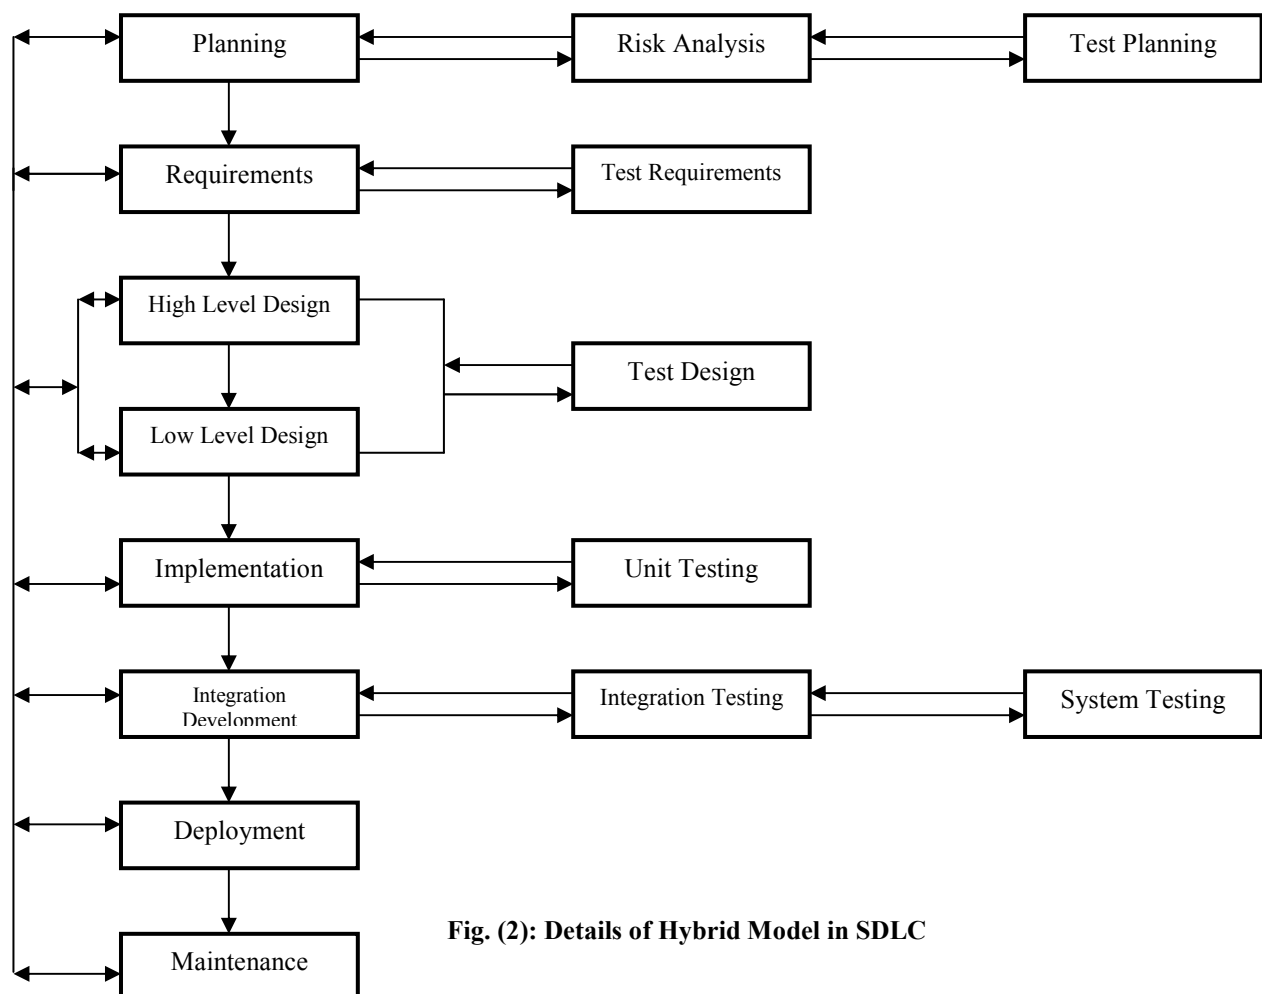 Planning
Risk Analysis
Test Planning
Requirements
Test Requirements
High Level Design
Test Design
Low Level Design
Implementation
Unit Testing
Integration
Development
Integration Testing
System Testing
Deployment
Fig. (2): Details of Hybrid Model in SDLC
Maintenance